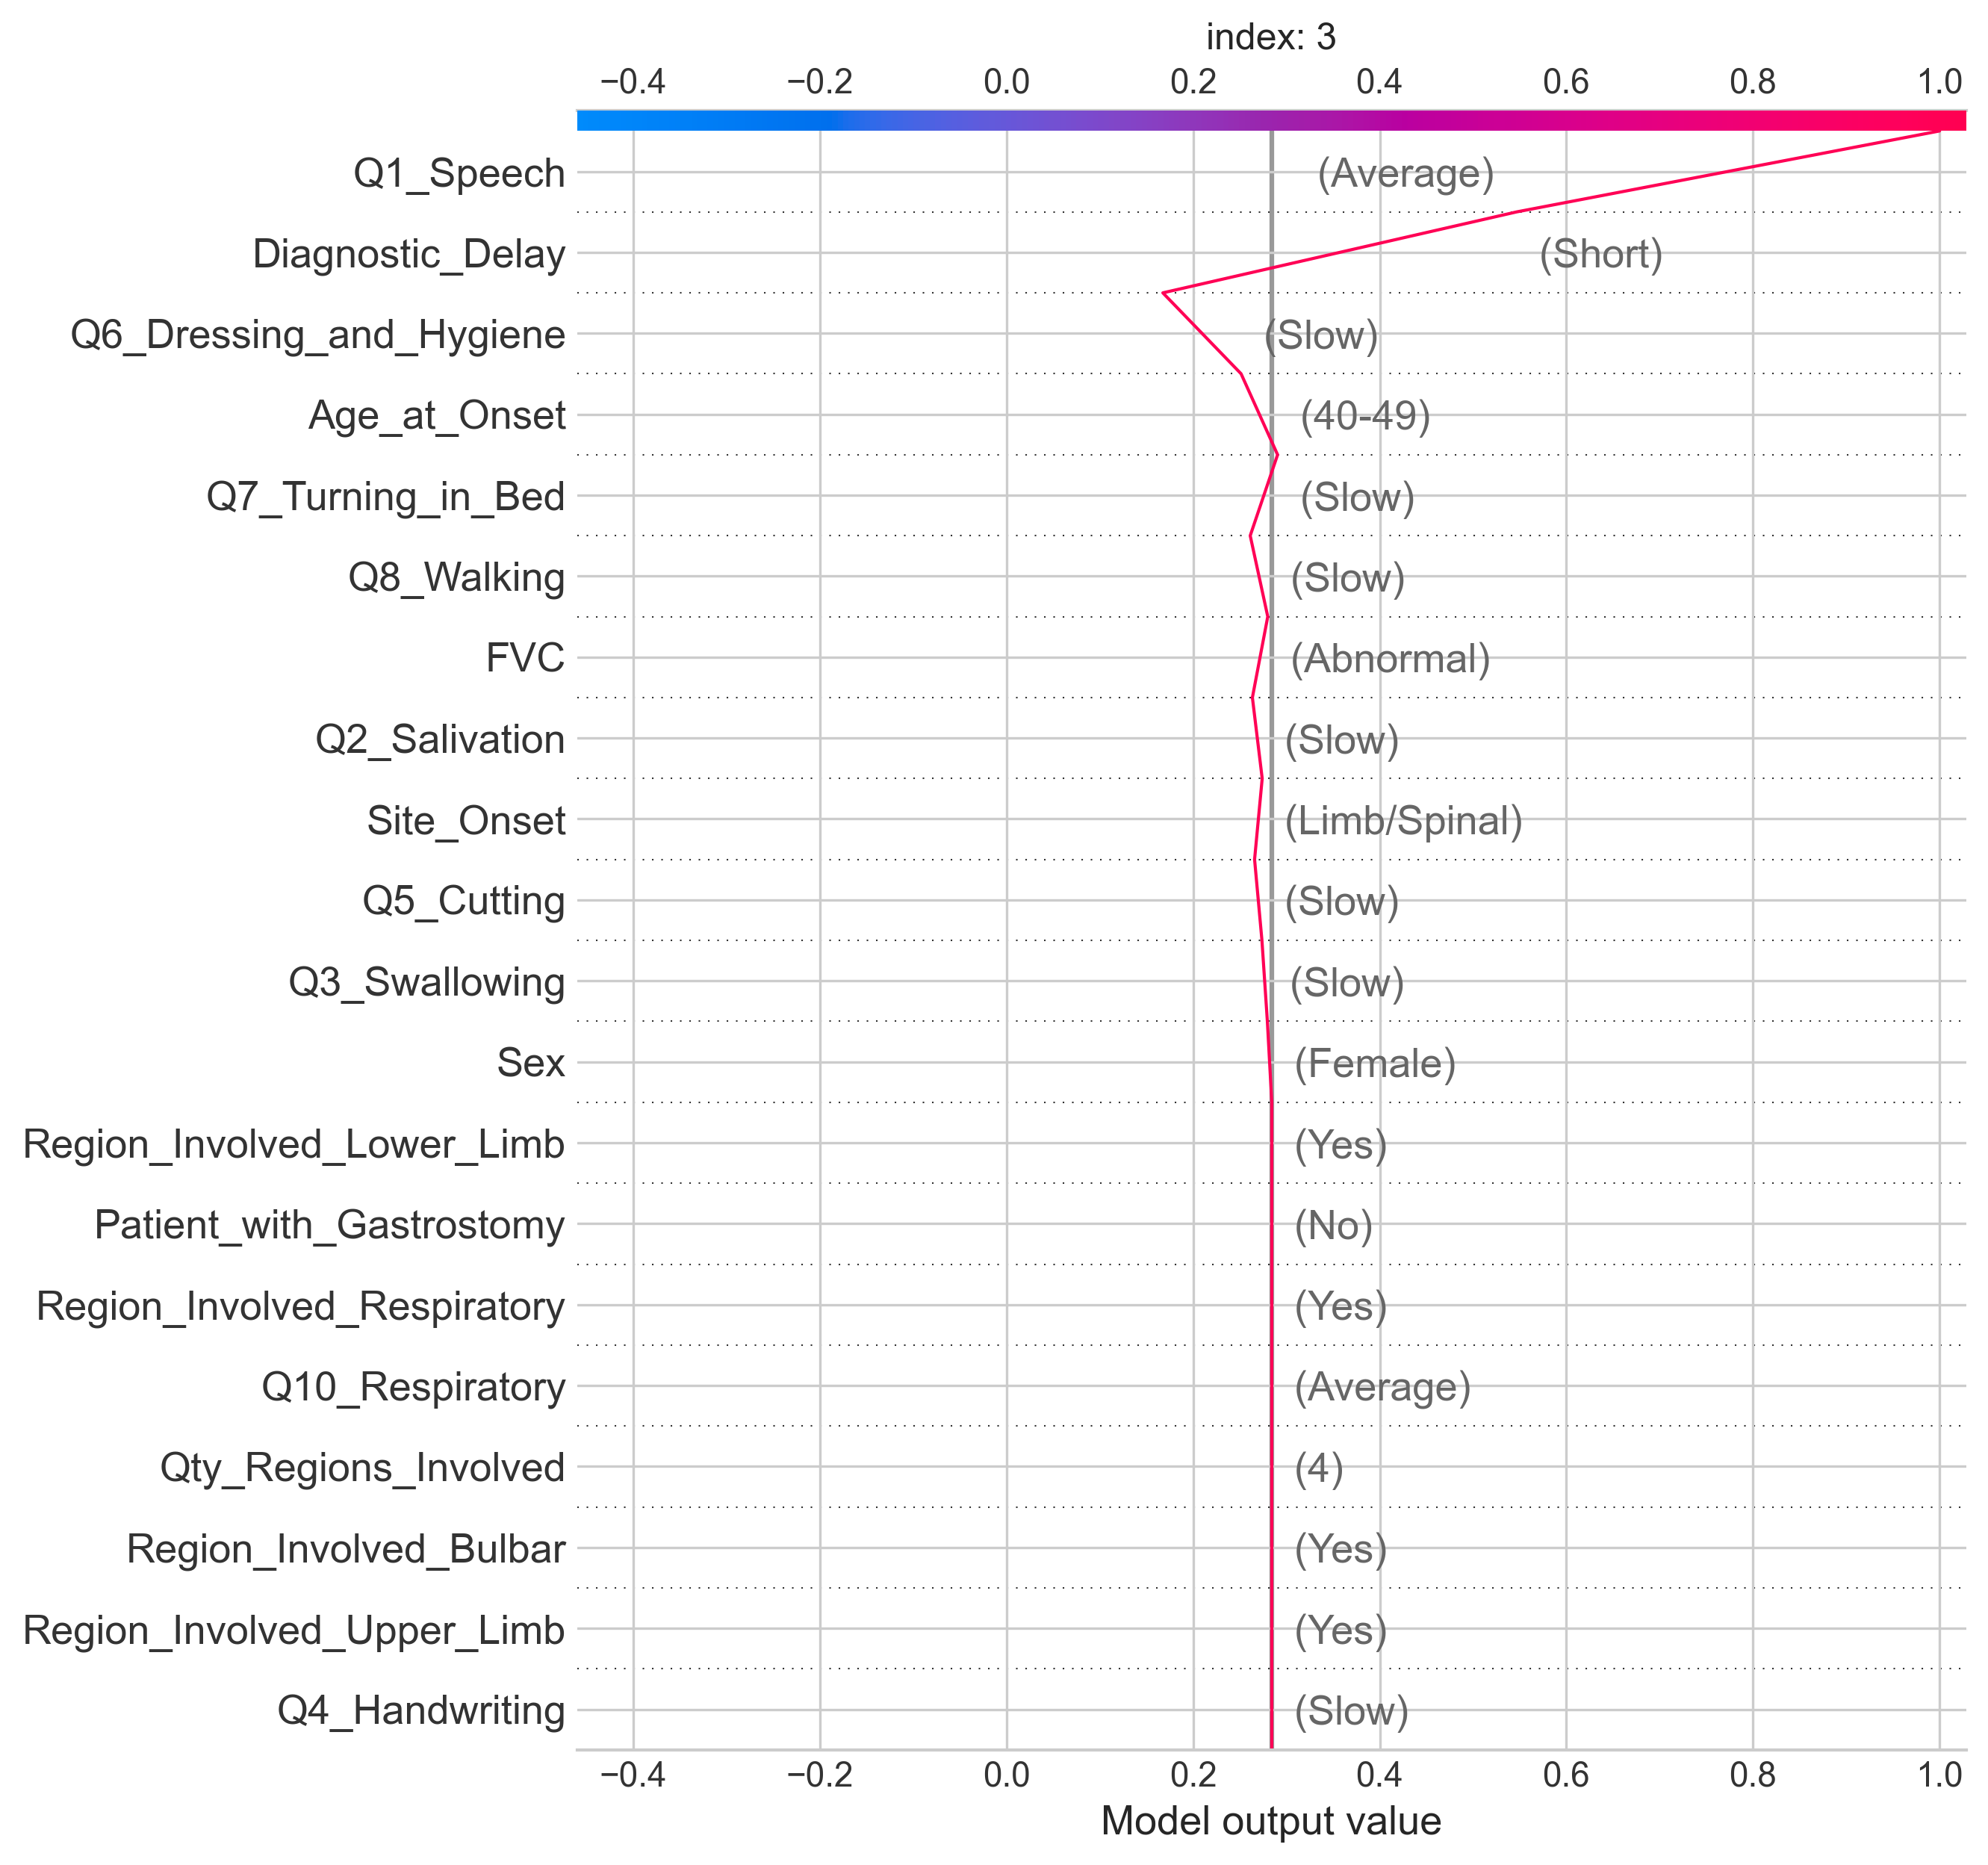 index: 3
−0.4 −0.2 0.0 0.2 0.4 0.6 0.8 1.0
Q1_Speech (Average)
Diagnostic_Delay (Short)
Q6_Dressing_and_Hygiene (Slow)
Age_at_Onset (40-49)
Q7_Turning_in_Bed (Slow)
Q8_Walking (Slow)
FVC (Abnormal)
Q2_Salivation (Slow)
Site_Onset (Limb/Spinal)
Q5_Cutting (Slow)
Q3_Swallowing (Slow)
Sex (Female)
Region_Involved_Lower_Limb (Yes)
Patient_with_Gastrostomy (No)
Region_Involved_Respiratory (Yes)
Q10_Respiratory (Average)
Qty_Regions_Involved (4)
Region_Involved_Bulbar (Yes)
Region_Involved_Upper_Limb (Yes)
Q4_Handwriting (Slow)
−0.4 −0.2 0.0 0.2 0.4 0.6 0.8 1.0
Model output value